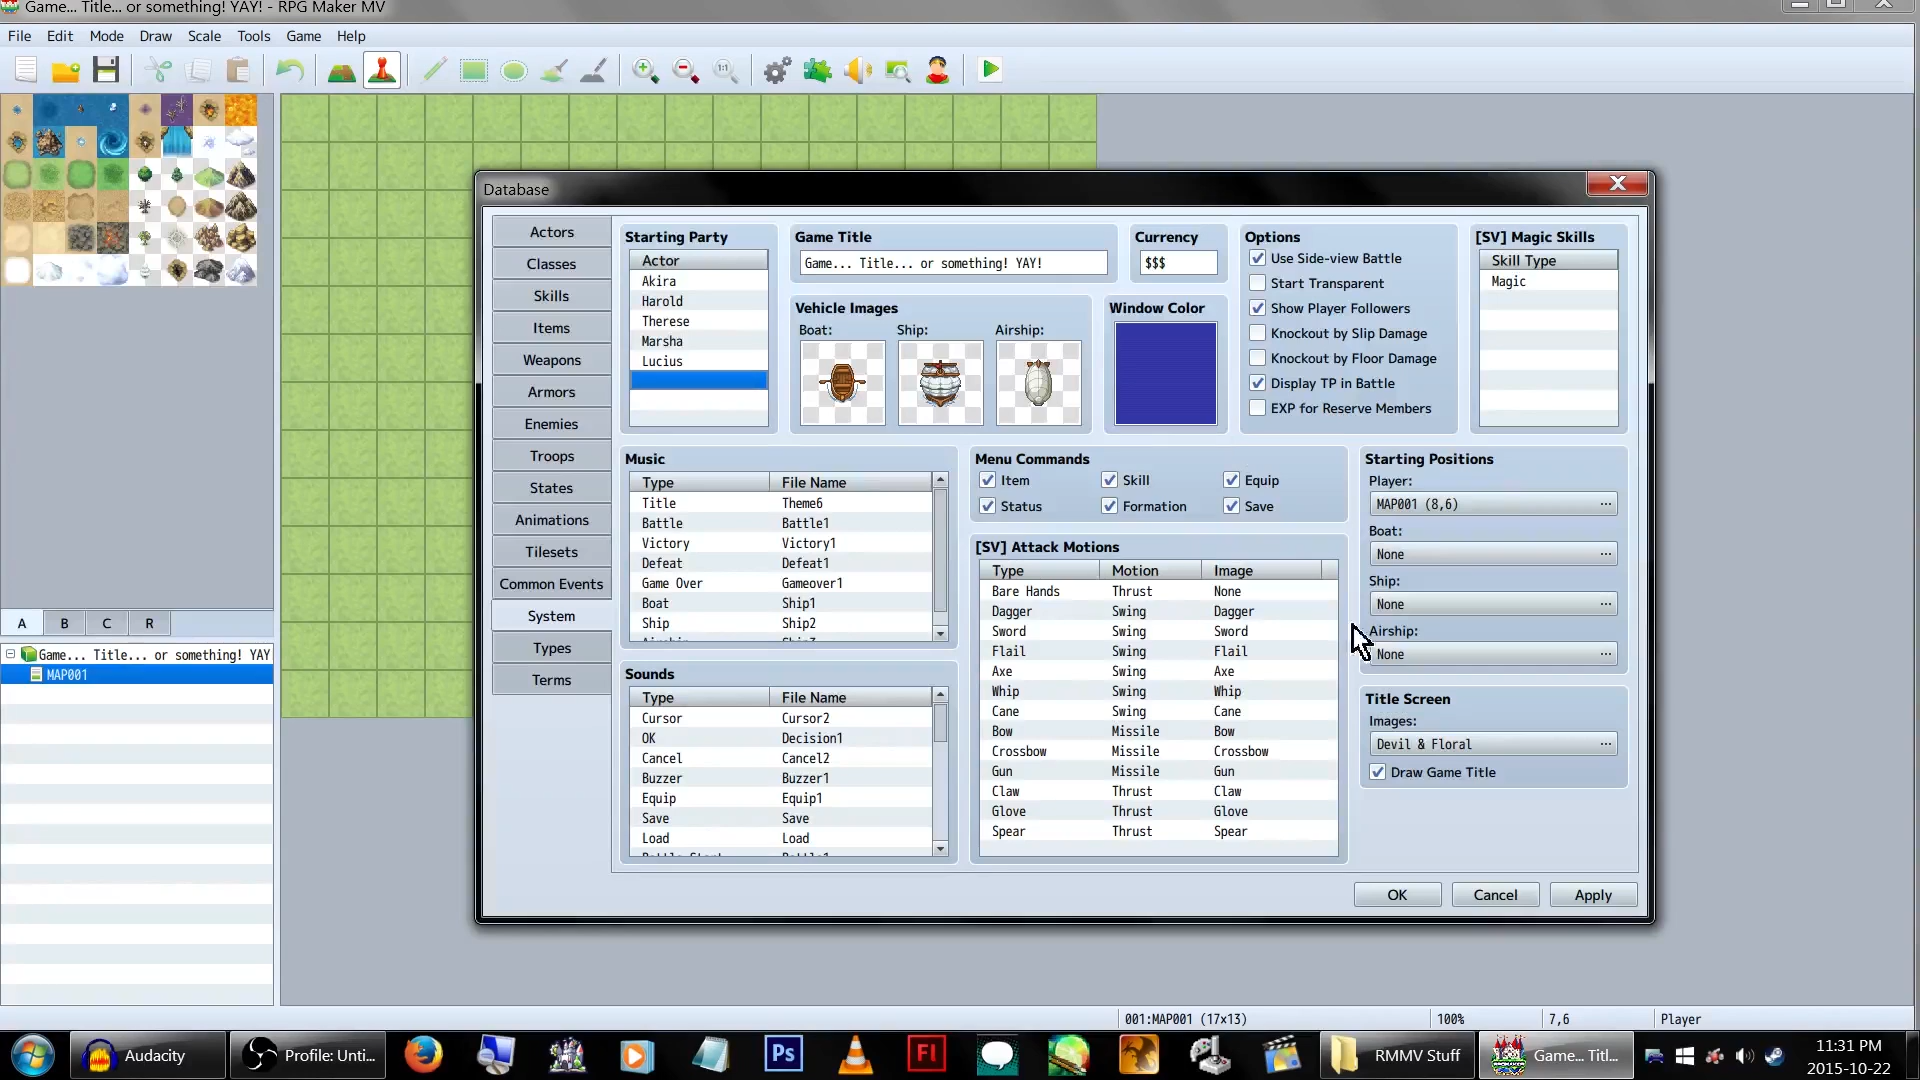 Game... Title... or something! YAY! - RPG Maker MV
File Edit Mode Draw Scale Tools Game Help
1:1
Database
Actors
Classes
Skills
Items
Weapons
Armors
Enemies
Troops
States
Animations
Tilesets
Common Events
System
Types
Terms
Starting Party
Actor
Akira
Harold
Therese
Marsha
Lucius
Game Title
Game... Title... or something! YAY!
Currency
$$$
Vehicle Images
Boat: Ship: Airship:
Window Color
Options
Use Side-view Battle
Start Transparent
Show Player Followers
Knockout by Slip Damage
Knockout by Floor Damage
Display TP in Battle
EXP for Reserve Members
[SV] Magic Skills
Skill Type
Magic
Music
Type File Name
Title Theme6
Battle Battle1
Victory Victory1
Defeat Defeat1
Game Over Gameover1
Boat Ship1
Ship Ship2
Airship Ship3
Sounds
Type File Name
Cursor Cursor2
OK Decision1
Cancel Cancel2
Buzzer Buzzer1
Equip Equip1
Save Save
Load Load
Battle Start Battle1
Menu Commands
Item Skill Equip
Status Formation Save
[SV] Attack Motions
Type Motion Image
Bare Hands Thrust None
Dagger Swing Dagger
Sword Swing Sword
Flail Swing Flail
Axe Swing Axe
Whip Swing Whip
Cane Swing Cane
Bow Missile Bow
Crossbow Missile Crossbow
Gun Missile Gun
Claw Thrust Claw
Glove Thrust Glove
Spear Thrust Spear
Starting Positions
Player:
MAP001 (8,6) ...
Boat:
None ...
Ship:
None ...
Airship:
None ...
Title Screen
Images:
Devil & Floral ...
Draw Game Title
OK Cancel Apply
A B C R
Game... Title... or something! YAY
MAP001
001:MAP001 (17x13) 100% 7,6 Player
Audacity
Profile: Unti...
Ps
Fl
RMMV Stuff
Game... Titl...
11:31 PM
2015-10-22